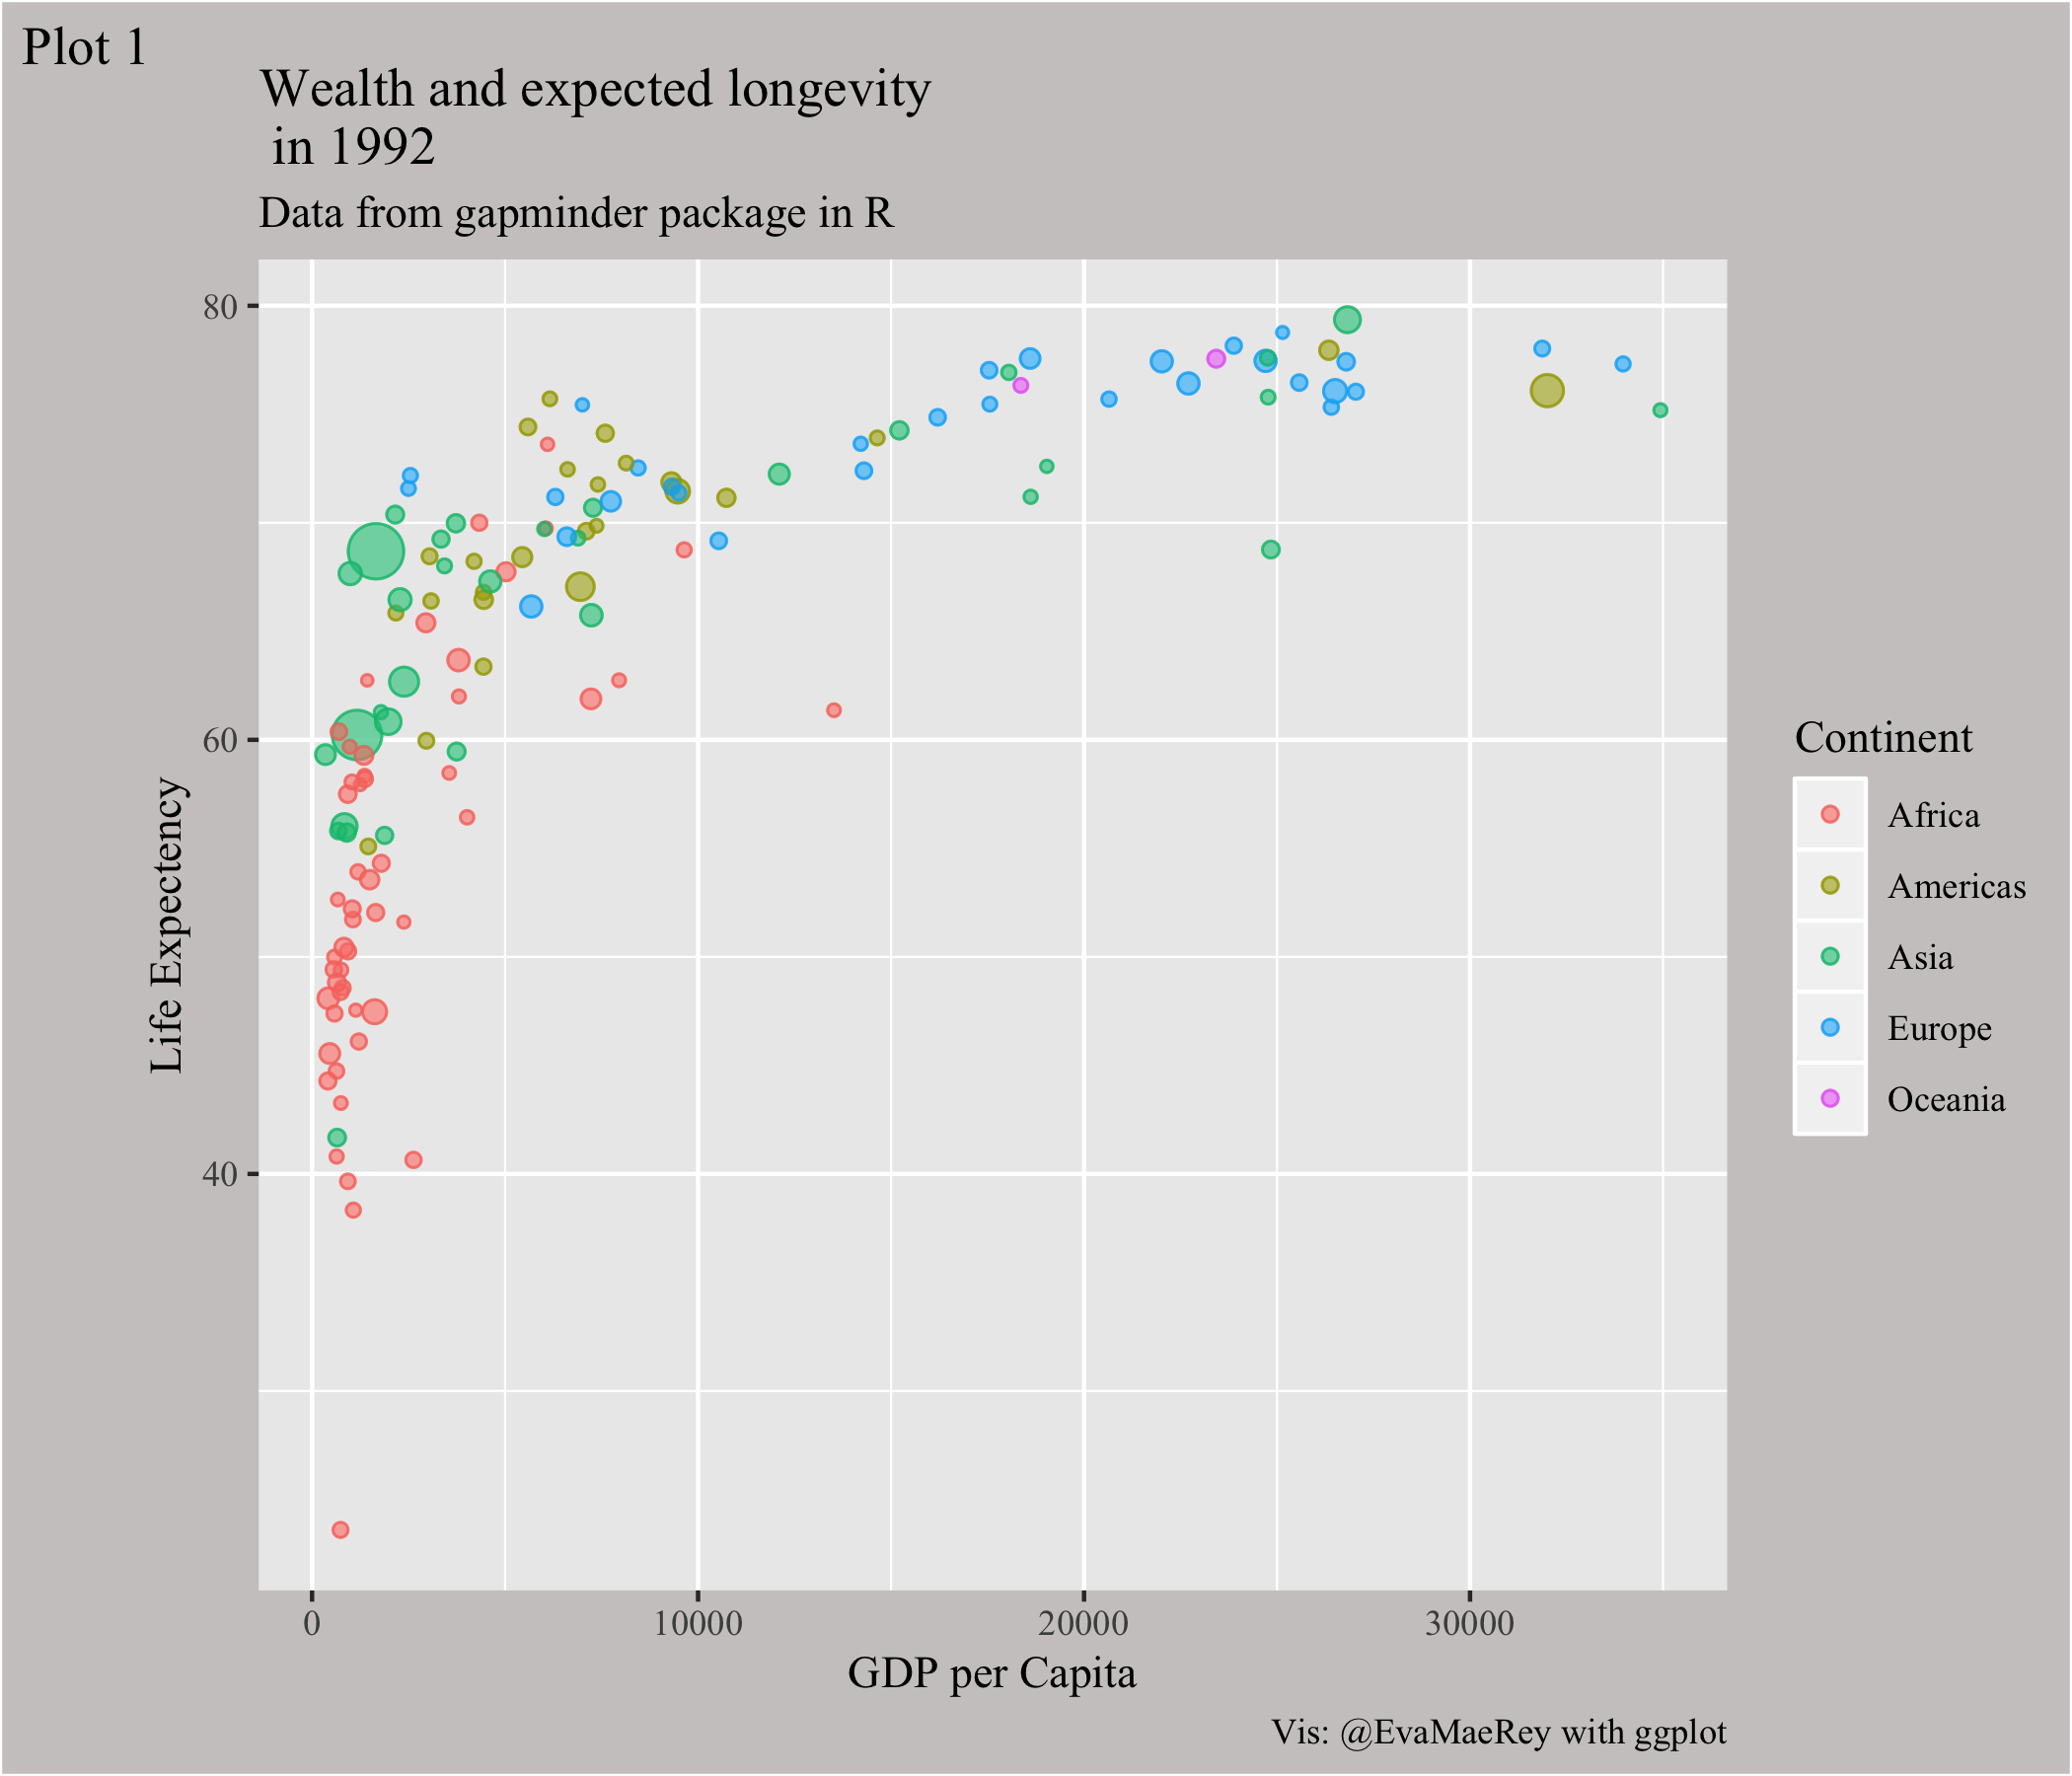 Plot 1
Wealth and expected longevity
in 1992
Data from gapminder package in R
80
60
40
Life Expectency
0 10000 20000 30000
GDP per Capita
Continent
Africa
Americas
Asia
Europe
Oceania
Vis: @EvaMaeRey with ggplot